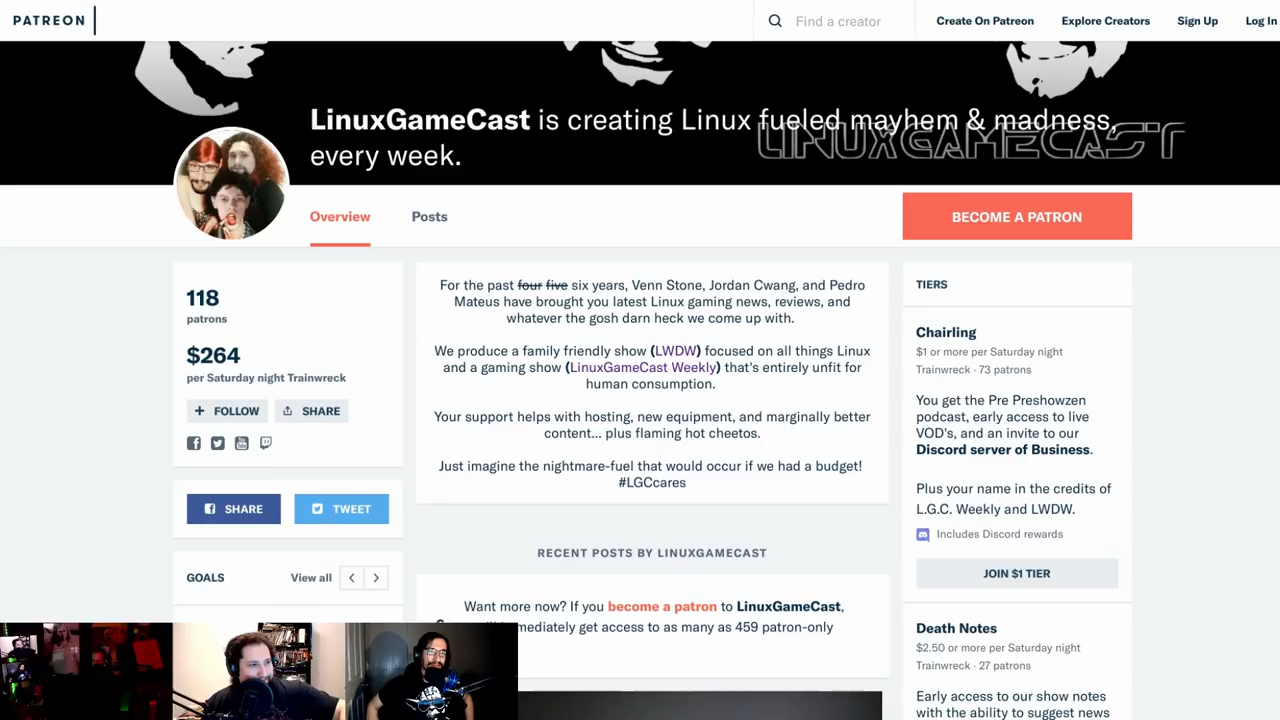 PATREON
Find a creator
Create On Patreon
Explore Creators
Sign Up
Log In
LinuxGameCast is creating Linux fueled mayhem & madness,
every week.
LINUXGAMECAST
Overview
Posts
BECOME A PATRON
118
patrons
$264
per Saturday night Trainwreck
+ FOLLOW
SHARE
SHARE
TWEET
GOALS
View all
For the past four five six years, Venn Stone, Jordan Cwang, and Pedro
Mateus have brought you latest Linux gaming news, reviews, and
whatever the gosh darn heck we come up with.
We produce a family friendly show (LWDW) focused on all things Linux
and a gaming show (LinuxGameCast Weekly) that's entirely unfit for
human consumption.
Your support helps with hosting, new equipment, and marginally better
content... plus flaming hot cheetos.
Just imagine the nightmare-fuel that would occur if we had a budget!
#LGCcares
RECENT POSTS BY LINUXGAMECAST
Want more now? If you become a patron to LinuxGameCast,
immediately get access to as many as 459 patron-only
TIERS
Chairling
$1 or more per Saturday night
Trainwreck · 73 patrons
You get the Pre Preshowzen
podcast, early access to live
VOD's, and an invite to our
Discord server of Business.
Plus your name in the credits of
L.G.C. Weekly and LWDW.
Includes Discord rewards
JOIN $1 TIER
Death Notes
$2.50 or more per Saturday night
Trainwreck · 27 patrons
Early access to our show notes
with the ability to suggest news